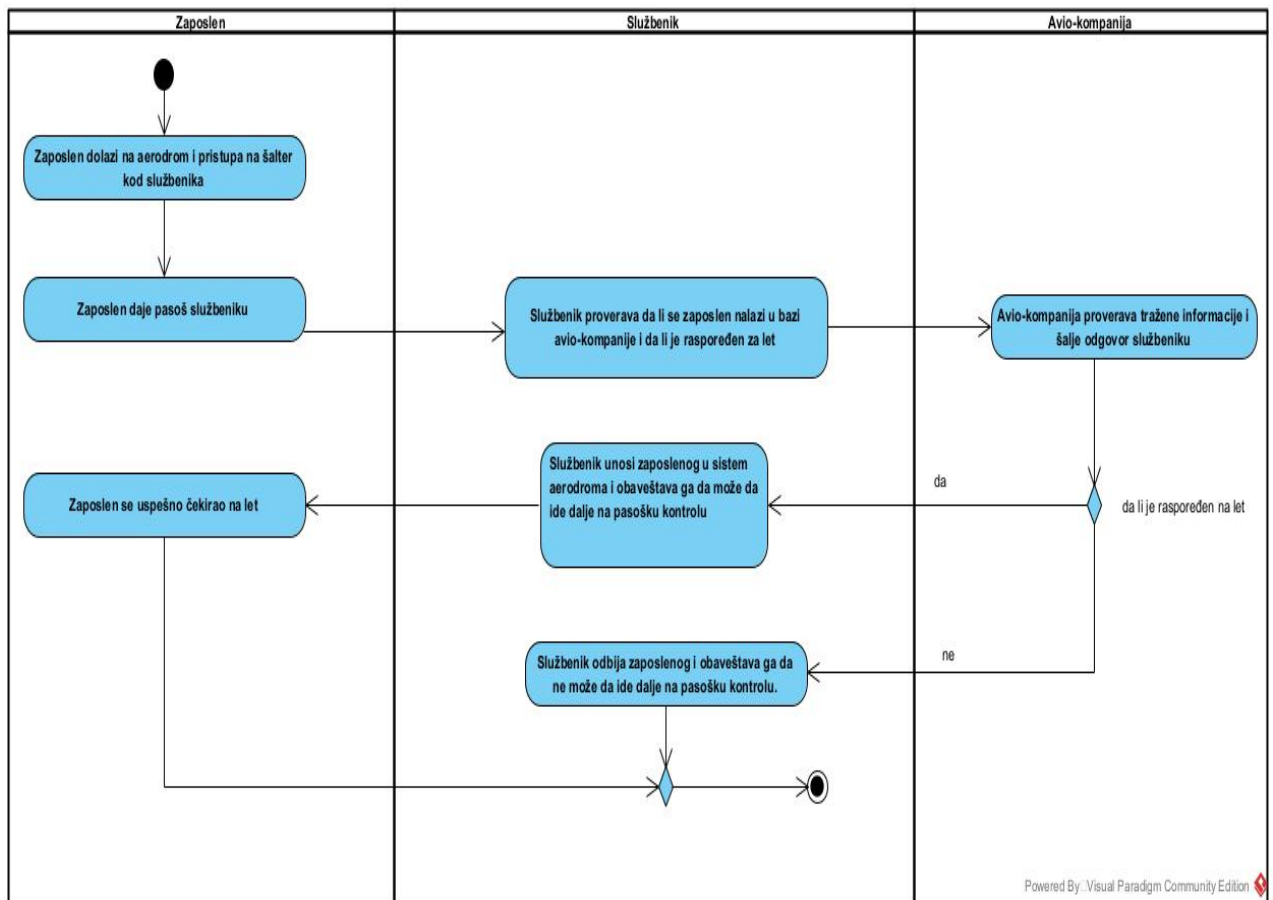 Zaposlen
Službenik
Avio-kompanija
Zaposlen dolazi na aerodrom i pristupa na šalter
kod službenika
Zaposlen daje pasoš službeniku
Službenik proverava da li se zaposlen nalazi u bazi
avio-kompanije i da li je raspoređen za let
Avio-kompanija proverava tražene informacije i
šalje odgovor službeniku
da li je raspoređen na let
da
Službenik unosi zaposlenog u sistem
aerodroma i obaveštava ga da može da
ide dalje na pasošku kontrolu
Zaposlen se uspešno čekirao na let
ne
Službenik odbija zaposlenog i obaveštava ga da
ne može da ide dalje na pasošku kontrolu.
Powered By Visual Paradigm Community Edition